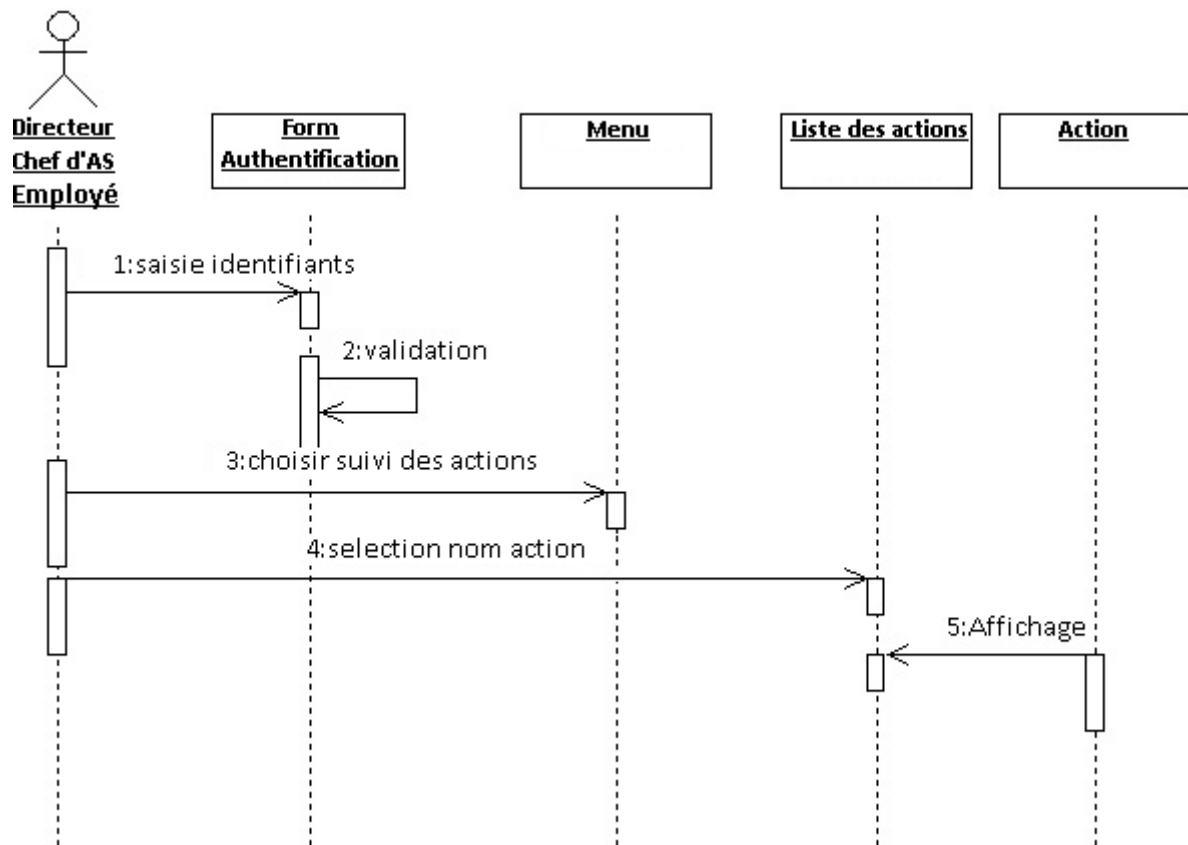 Directeur
Chef d'AS
Employé
Form
Authentification
Menu
Liste des actions
Action
1:saisie identifiants
2:validation
3:choisir suivi des actions
4:selection nom action
5:Affichage